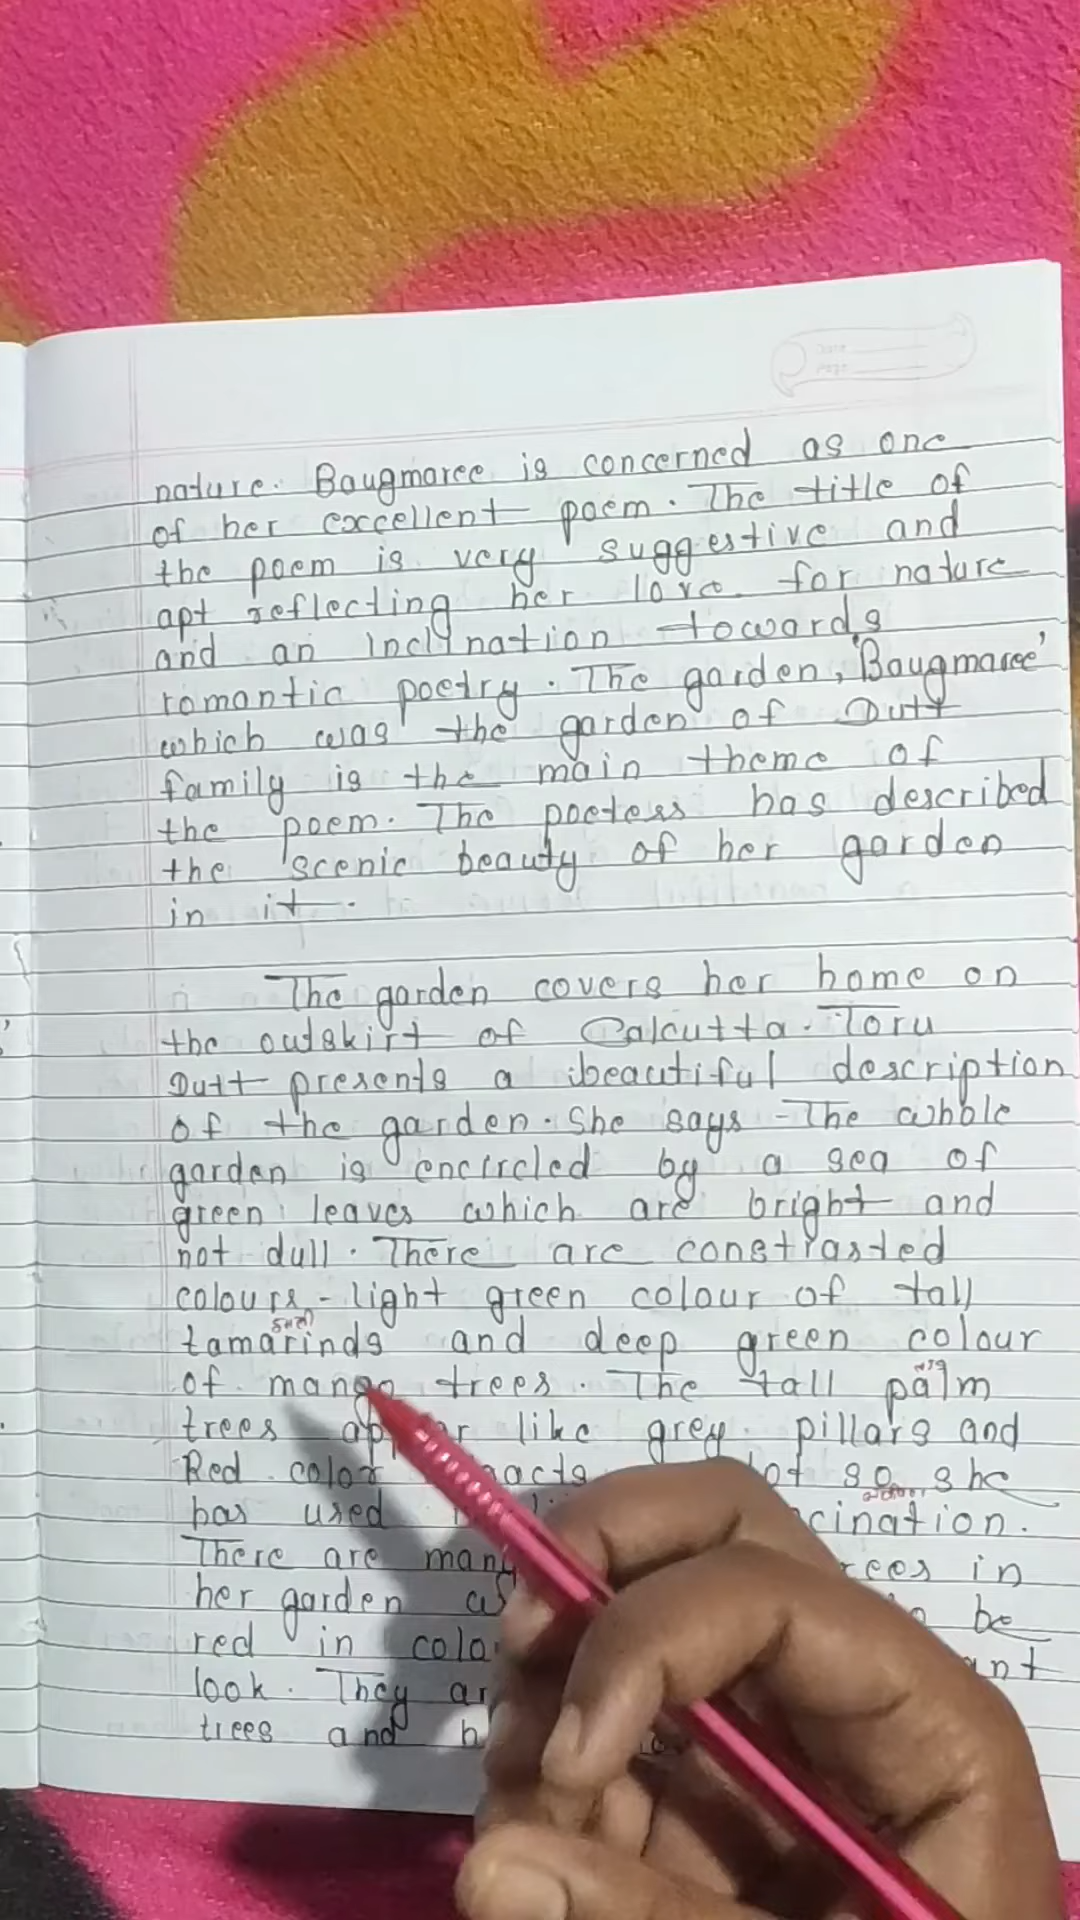 nature. Baugmaree is concerned as one
of her excellent poem. The title of
the poem is very suggestive and
apt reflecting her love for nature
and an Inclination towards
romantic poetry. The garden, 'Baugmaree'
which was the garden of Dutt
family is the main theme of
the poem. The poetess has described
the scenic beauty of her garden
in it.
The garden covers her home on
the outskirt of Calcutta. Toru
Dutt presents a beautiful description
of the garden. She says - The whole
garden is encircled by a sea of
green leaves which are bright and
not dull. There are constrasted
colours, - light green colour of tall
tamarinds and deep green colour
of mango trees. The tall palm
trees like grey pillars and
Red color so she
has used
There are in
her garden be
red in
look. They
trees and